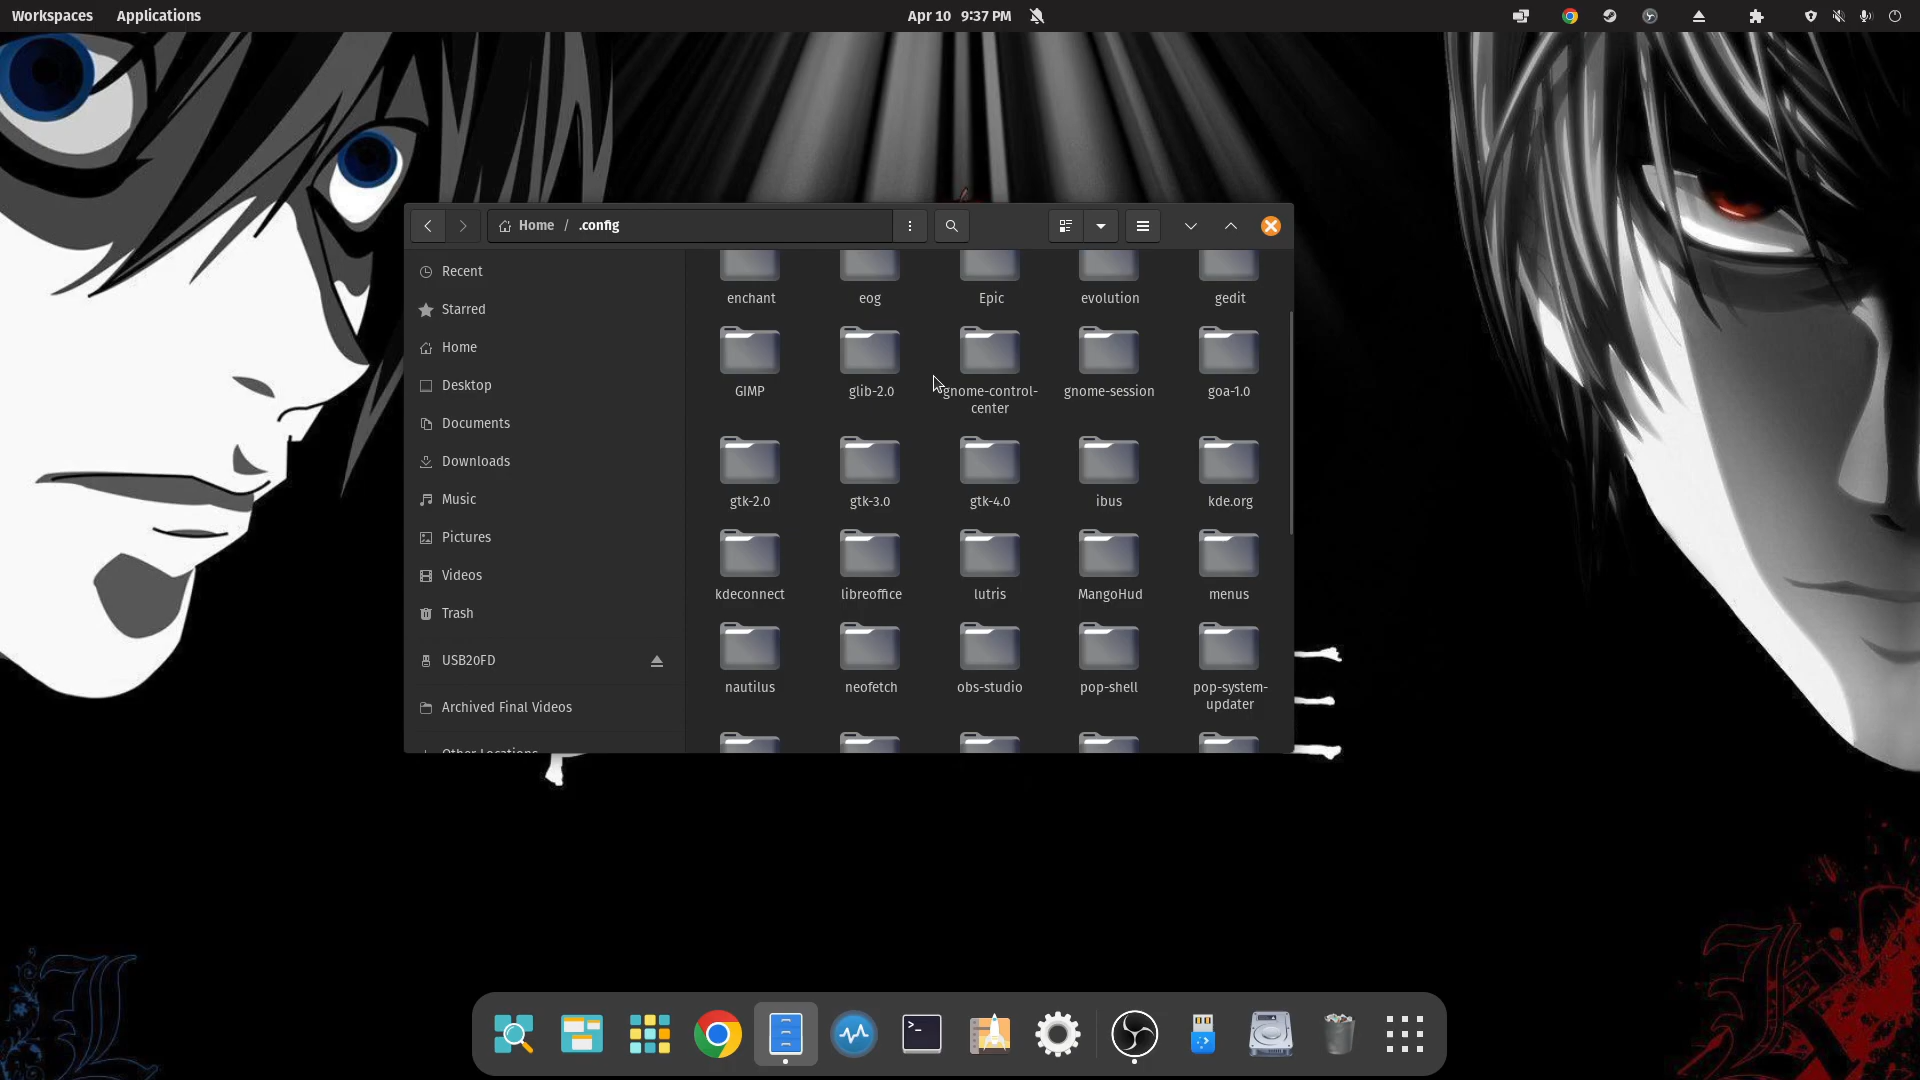 Workspaces Applications Apr 10 9:37 PM
Home / .config
Recent
Starred
Home
Desktop
Documents
Downloads
Music
Pictures
Videos
Trash
USB20FD
Archived Final Videos
Other Locations
enchant eog Epic evolution gedit
GIMP glib-2.0 gnome-control-center gnome-session goa-1.0
gtk-2.0 gtk-3.0 gtk-4.0 ibus kde.org
kdeconnect libreoffice lutris MangoHud menus
nautilus neofetch obs-studio pop-shell pop-system-updater